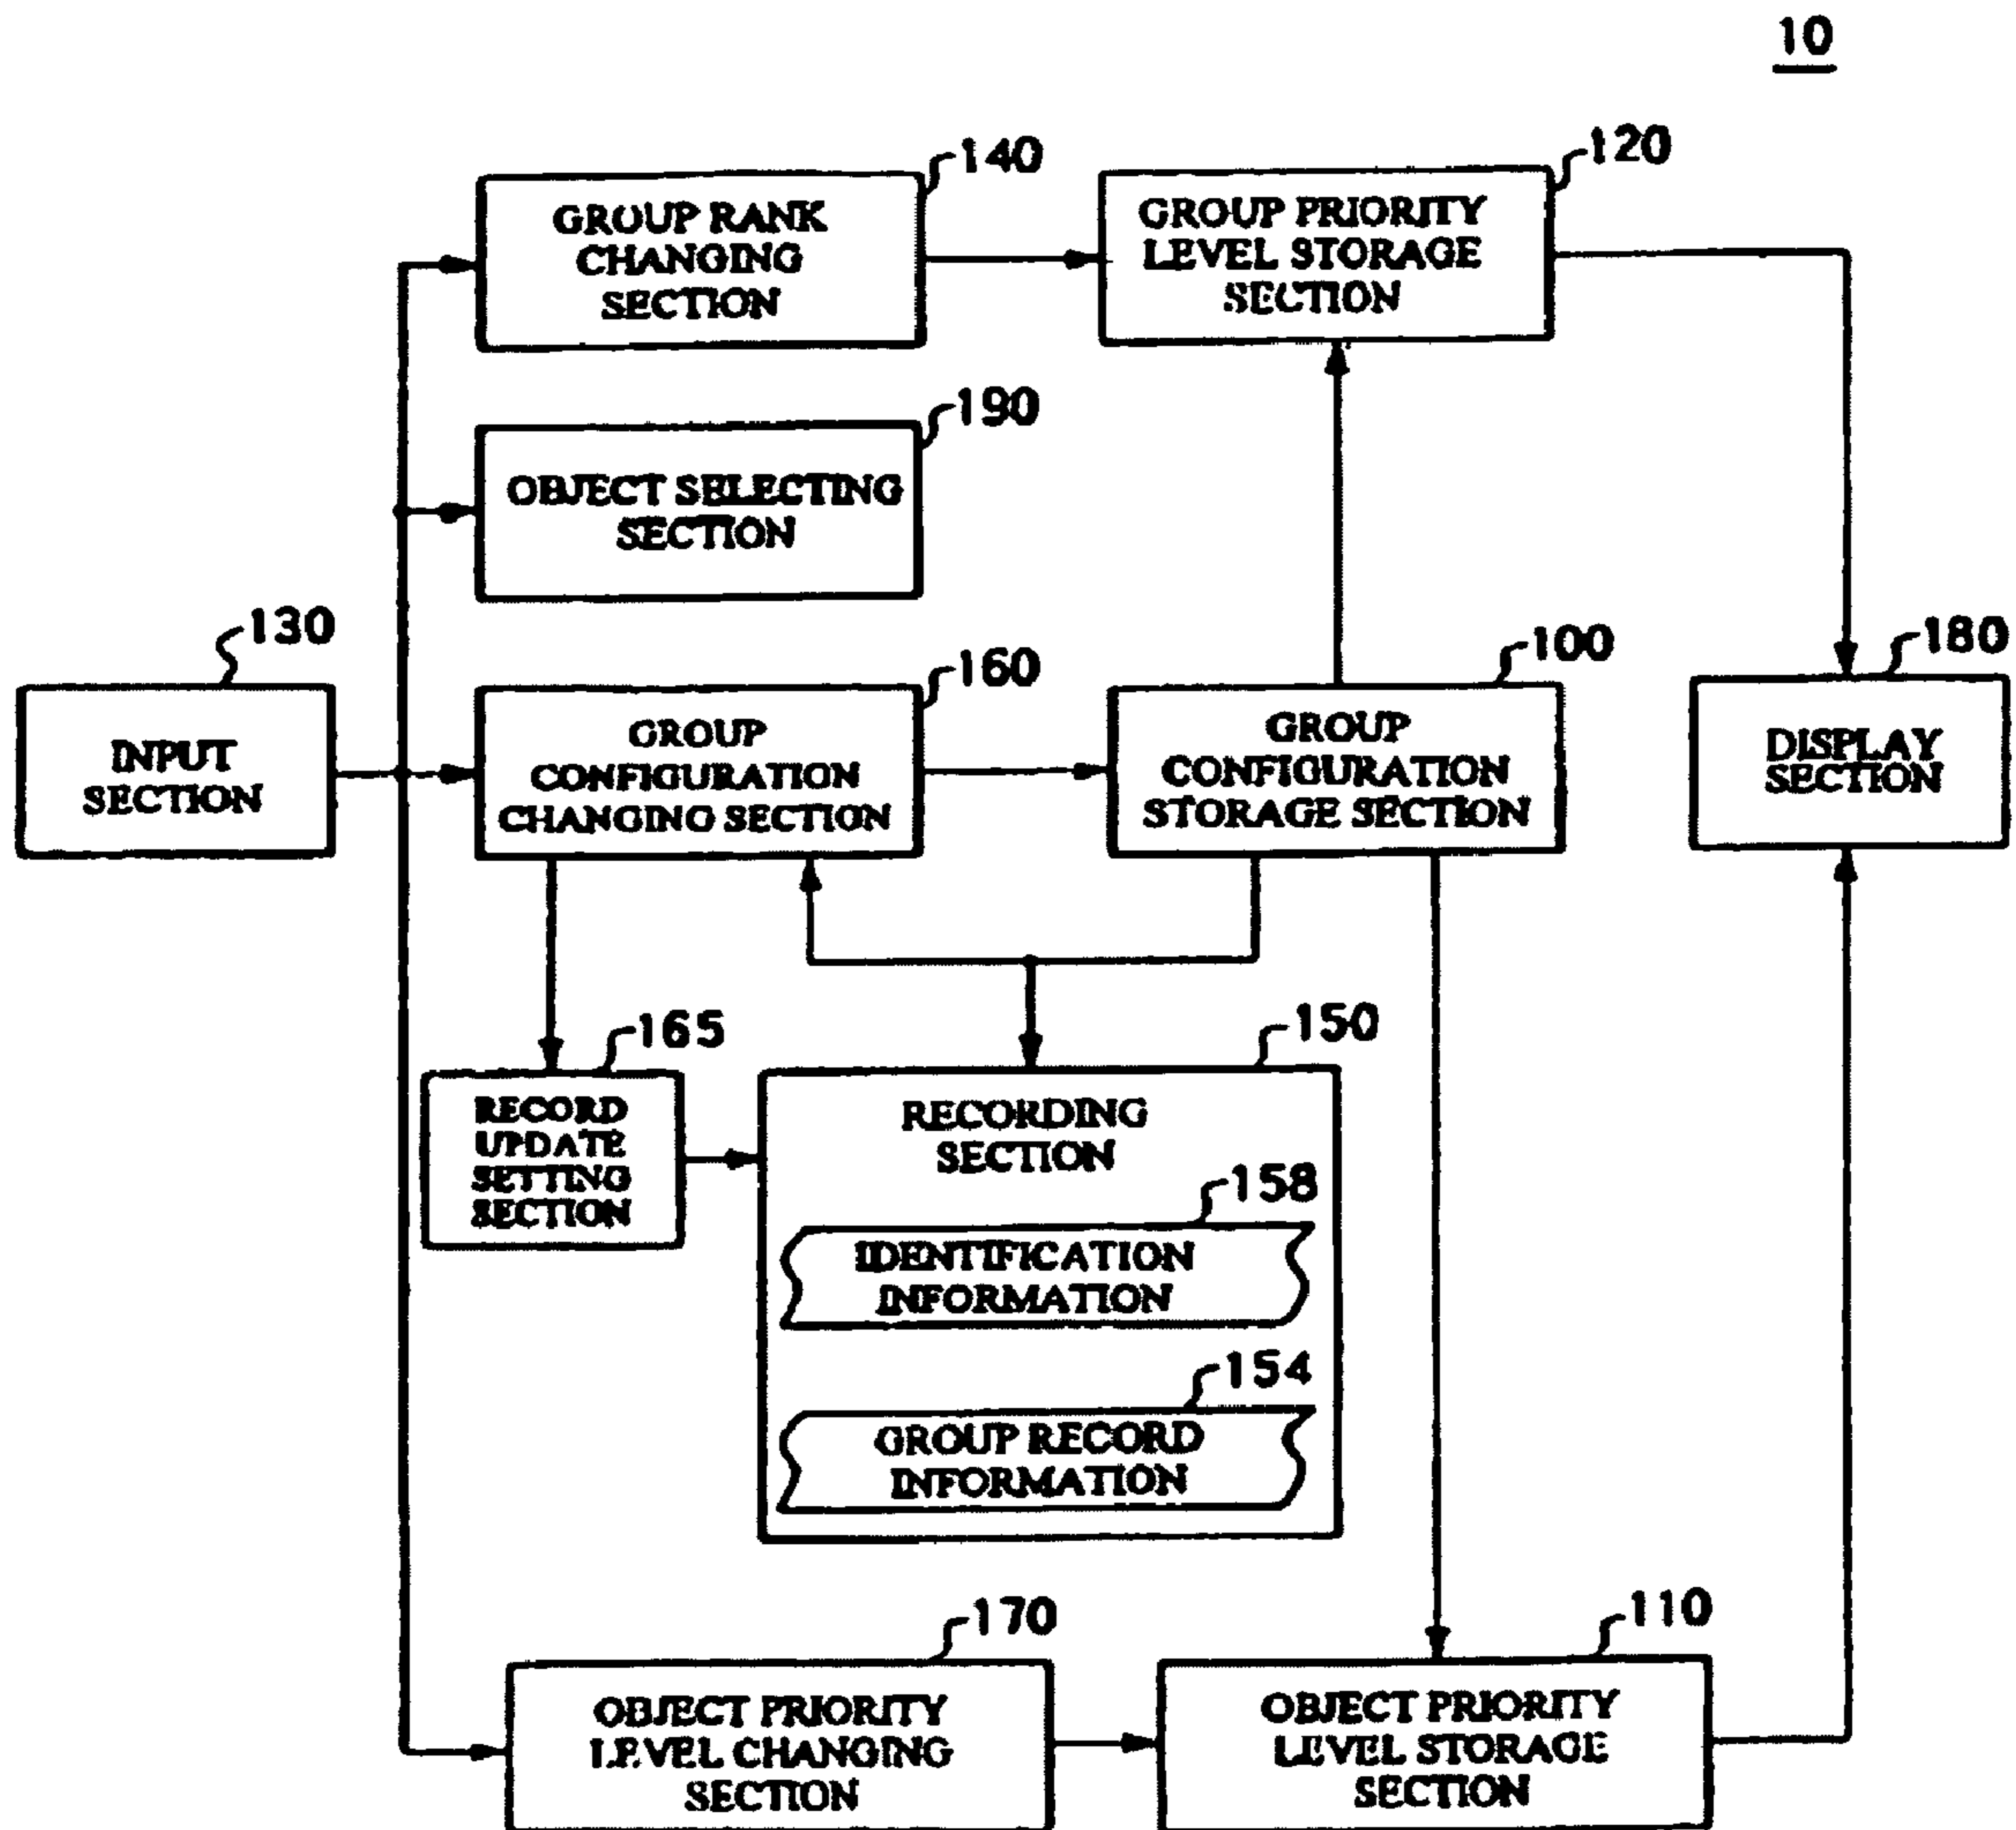 10
140
GROUP RANK
CHANGING
SECTION
120
GROUP PRIORITY
LEVEL STORAGE
SECTION
190
OBJECT SELECTING
SECTION
130
INPUT
SECTION
160
GROUP
CONFIGURATION
CHANGING SECTION
100
GROUP
CONFIGURATION
STORAGE SECTION
180
DISPLAY
SECTION
165
RECORD
UPDATE
SETTING
SECTION
150
RECORDING
SECTION
158
IDENTIFICATION
INFORMATION
154
GROUP RECORD
INFORMATION
170
OBJECT PRIORITY
LEVEL CHANGING
SECTION
110
OBJECT PRIORITY
LEVEL STORAGE
SECTION